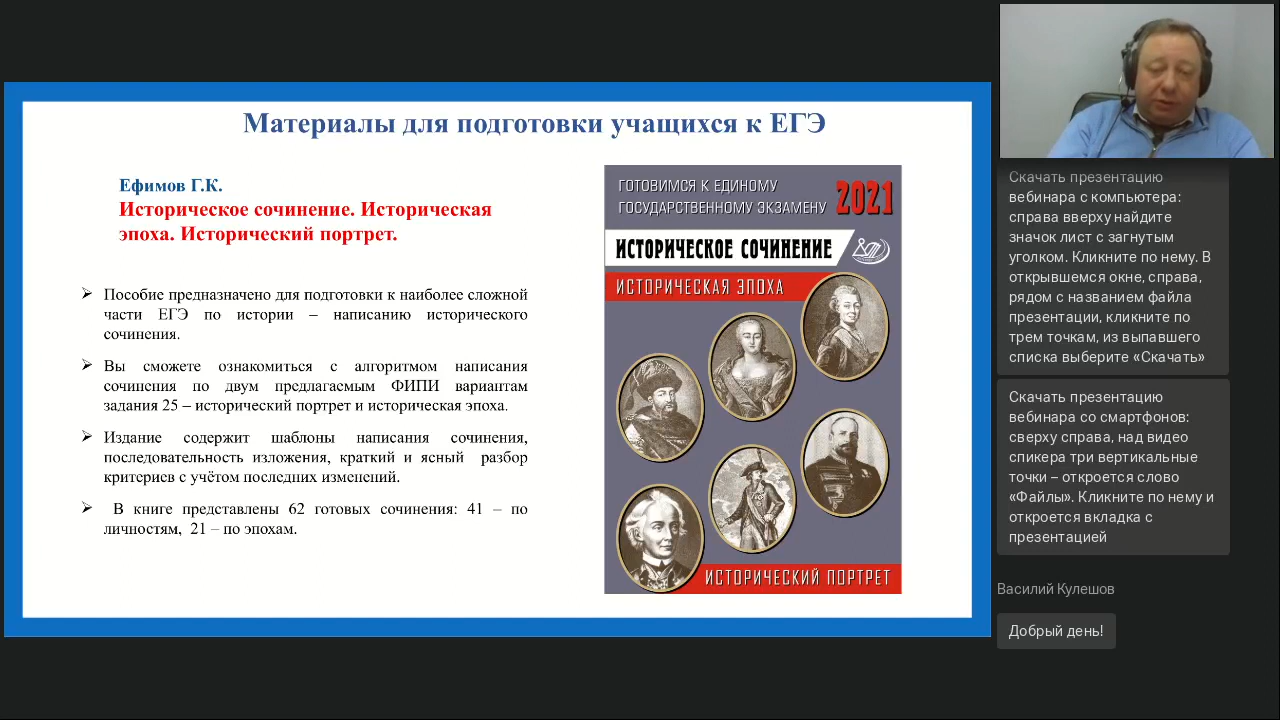 Материалы для подготовки учащихся к ЕГЭ
Ефимов Г.К.
Историческое сочинение. Историческая
эпоха. Исторический портрет.
Пособие предназначено для подготовки к наиболее сложной
части ЕГЭ по истории – написанию исторического
сочинения.
Вы сможете ознакомиться с алгоритмом написания
сочинения по двум предлагаемым ФИПИ вариантам
задания 25 – исторический портрет и историческая эпоха.
Издание содержит шаблоны написания сочинения,
последовательность изложения, краткий и ясный разбор
критериев с учётом последних изменений.
В книге представлены 62 готовых сочинения: 41 – по
личностям, 21 – по эпохам.
ГОТОВИМСЯ К ЕДИНОМУ
ГОСУДАРСТВЕННОМУ ЭКЗАМЕНУ
2021
ИСТОРИЧЕСКОЕ СОЧИНЕНИЕ
ИСТОРИЧЕСКАЯ ЭПОХА
ИСТОРИЧЕСКИЙ ПОРТРЕТ
Скачать презентацию
вебинара с компьютера:
справа вверху найдите
значок лист с загнутым
уголком. Кликните по нему. В
открывшемся окне, справа,
рядом с названием файла
презентации, кликните по
трем точкам, из выпавшего
списка выберите «Скачать»
Скачать презентацию
вебинара со смартфонов:
сверху справа, над видео
спикера три вертикальные
точки – откроется слово
«Файлы». Кликните по нему и
откроется вкладка с
презентацией
Василий Кулешов
Добрый день!